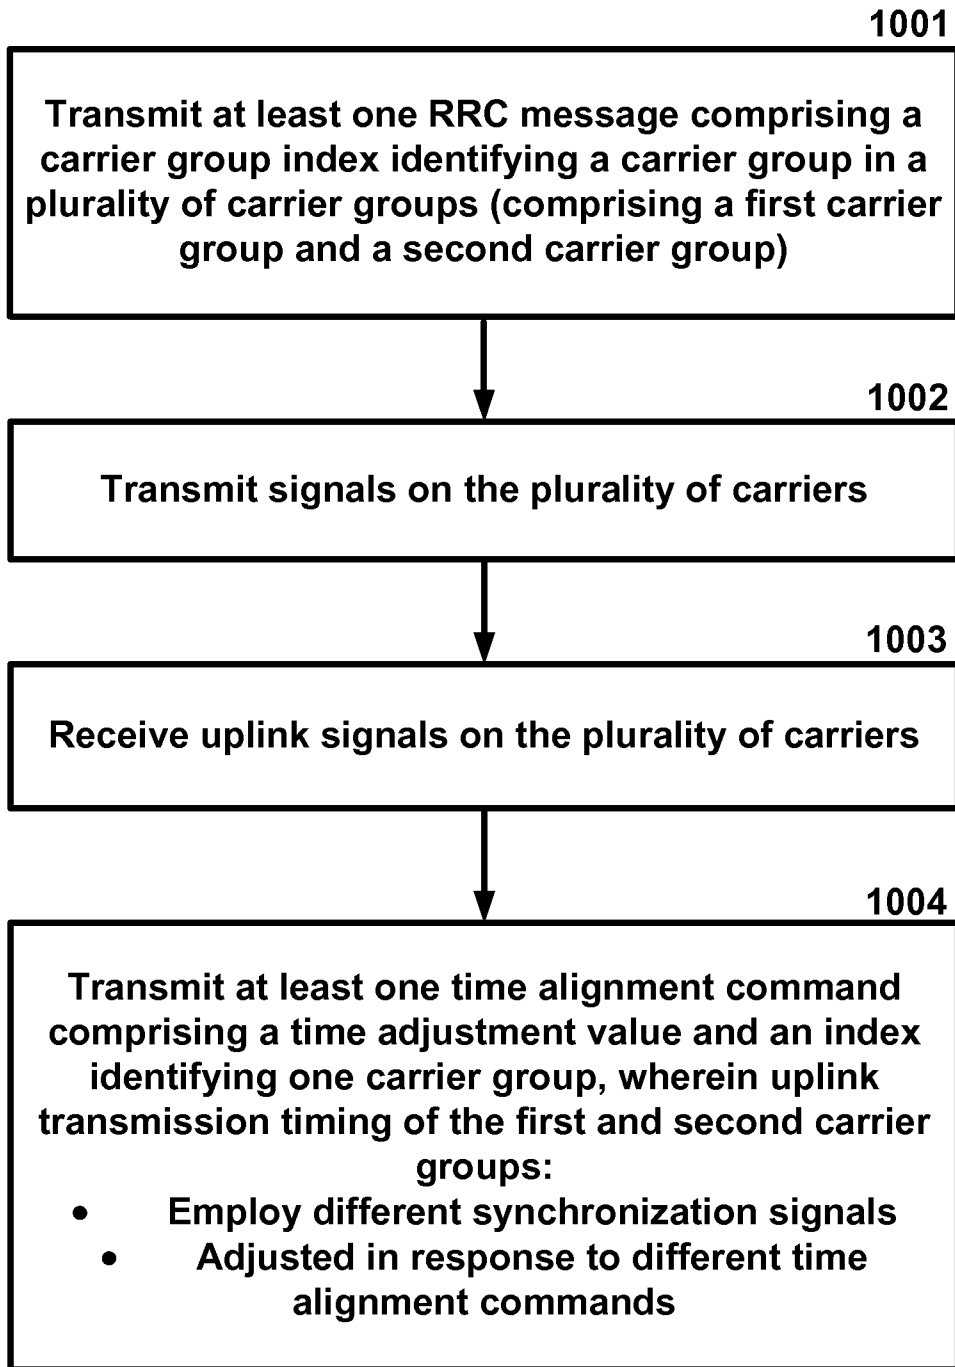 1001
Transmit at least one RRC message comprising a
carrier group index identifying a carrier group in a
plurality of carrier groups (comprising a first carrier
group and a second carrier group)
1002
Transmit signals on the plurality of carriers
1003
Receive uplink signals on the plurality of carriers
1004
Transmit at least one time alignment command
comprising a time adjustment value and an index
identifying one carrier group, wherein uplink
transmission timing of the first and second carrier
groups:
• Employ different synchronization signals
• Adjusted in response to different time
alignment commands